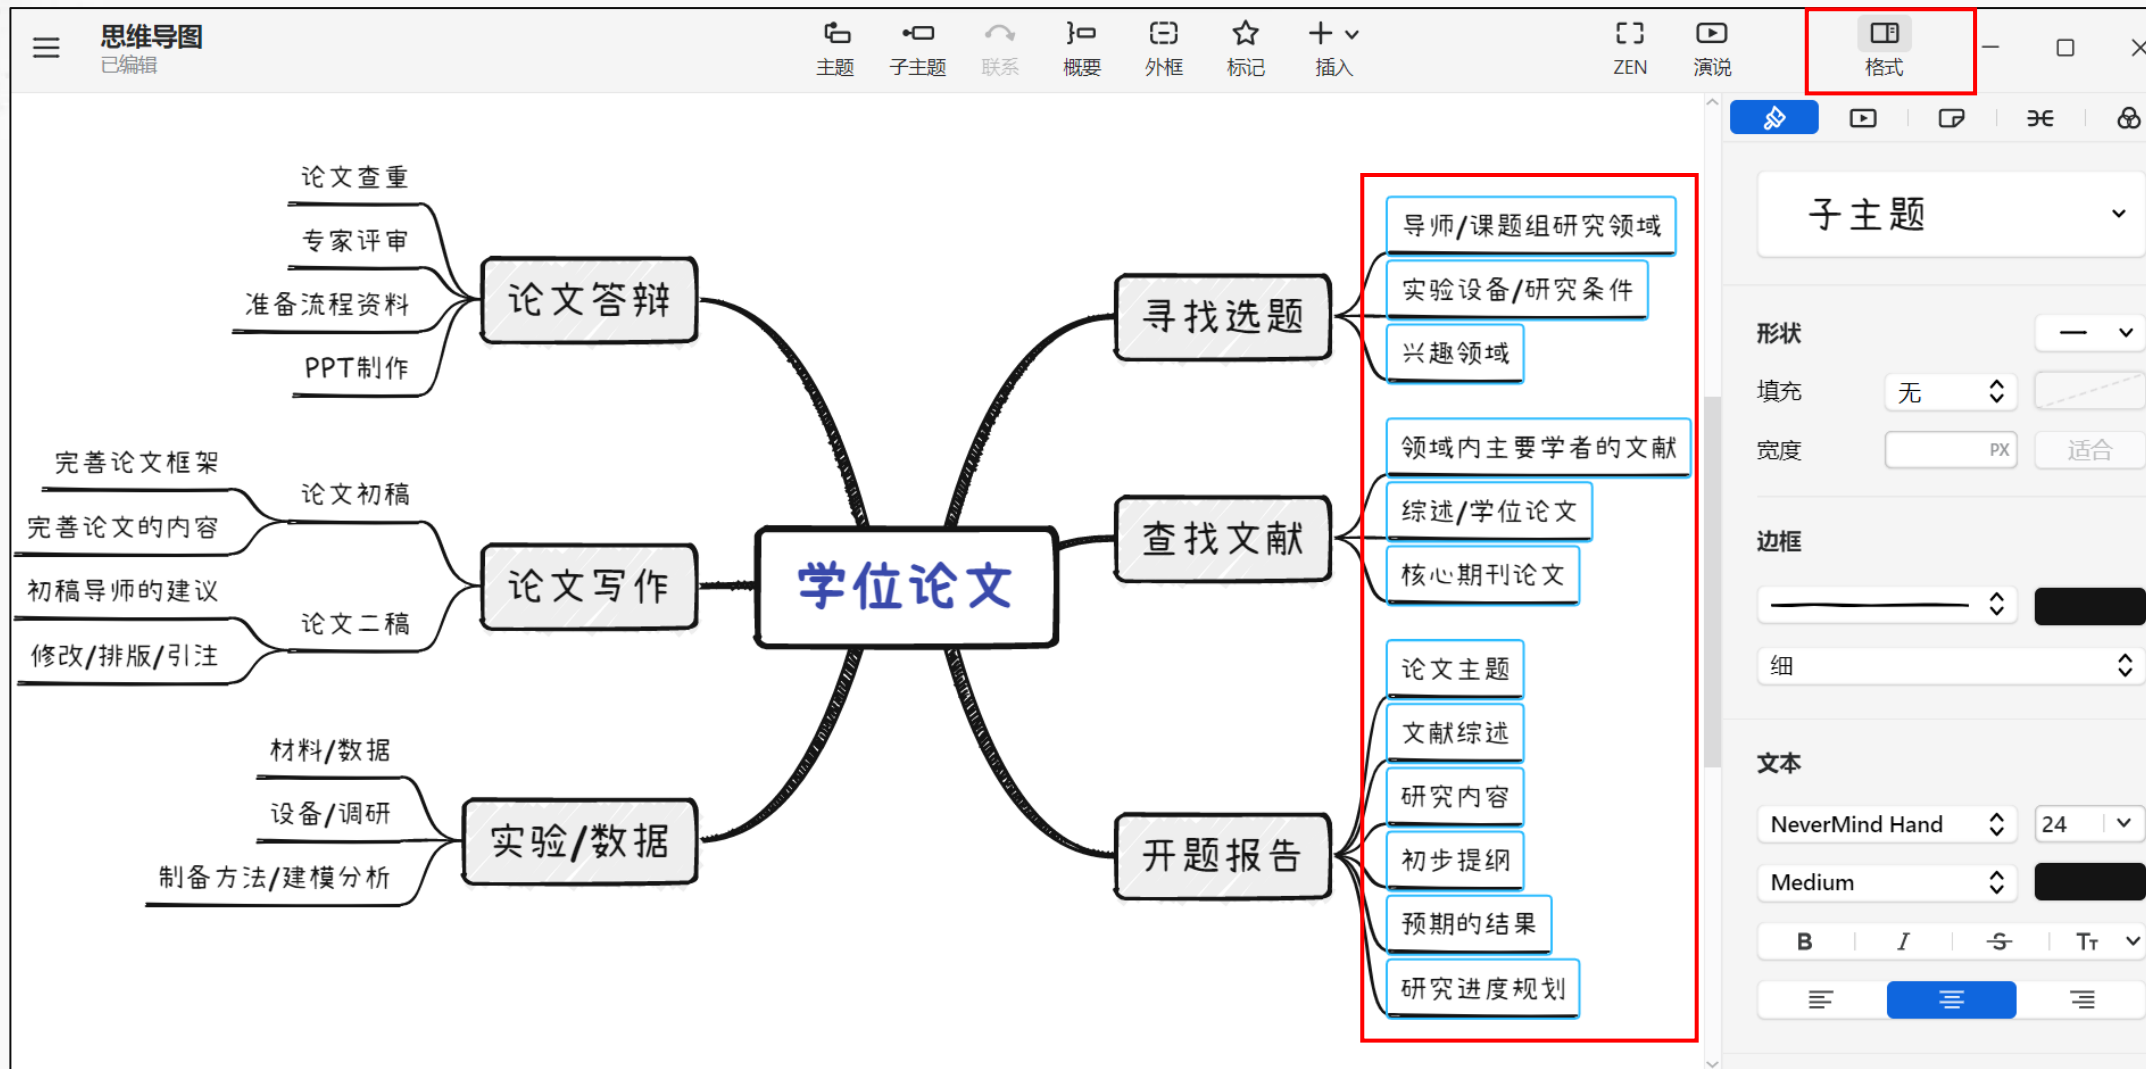 思维导图
已编辑
主题
子主题
联系
概要
外框
标记
插入
ZEN
演说
格式
论文查重
专家评审
准备流程资料
PPT制作
论文答辩
完善论文框架
完善论文的内容
论文初稿
初稿导师的建议
修改/排版/引注
论文二稿
论文写作
材料/数据
设备/调研
制备方法/建模分析
实验/数据
学位论文
寻找选题
导师/课题组研究领域
实验设备/研究条件
兴趣领域
查找文献
领域内主要学者的文献
综述/学位论文
核心期刊论文
开题报告
论文主题
文献综述
研究内容
初步提纲
预期的结果
研究进度规划
子主题
形状
填充 无
宽度 PX 适合
边框
细
文本
NeverMind Hand 24
Medium
B I S TT